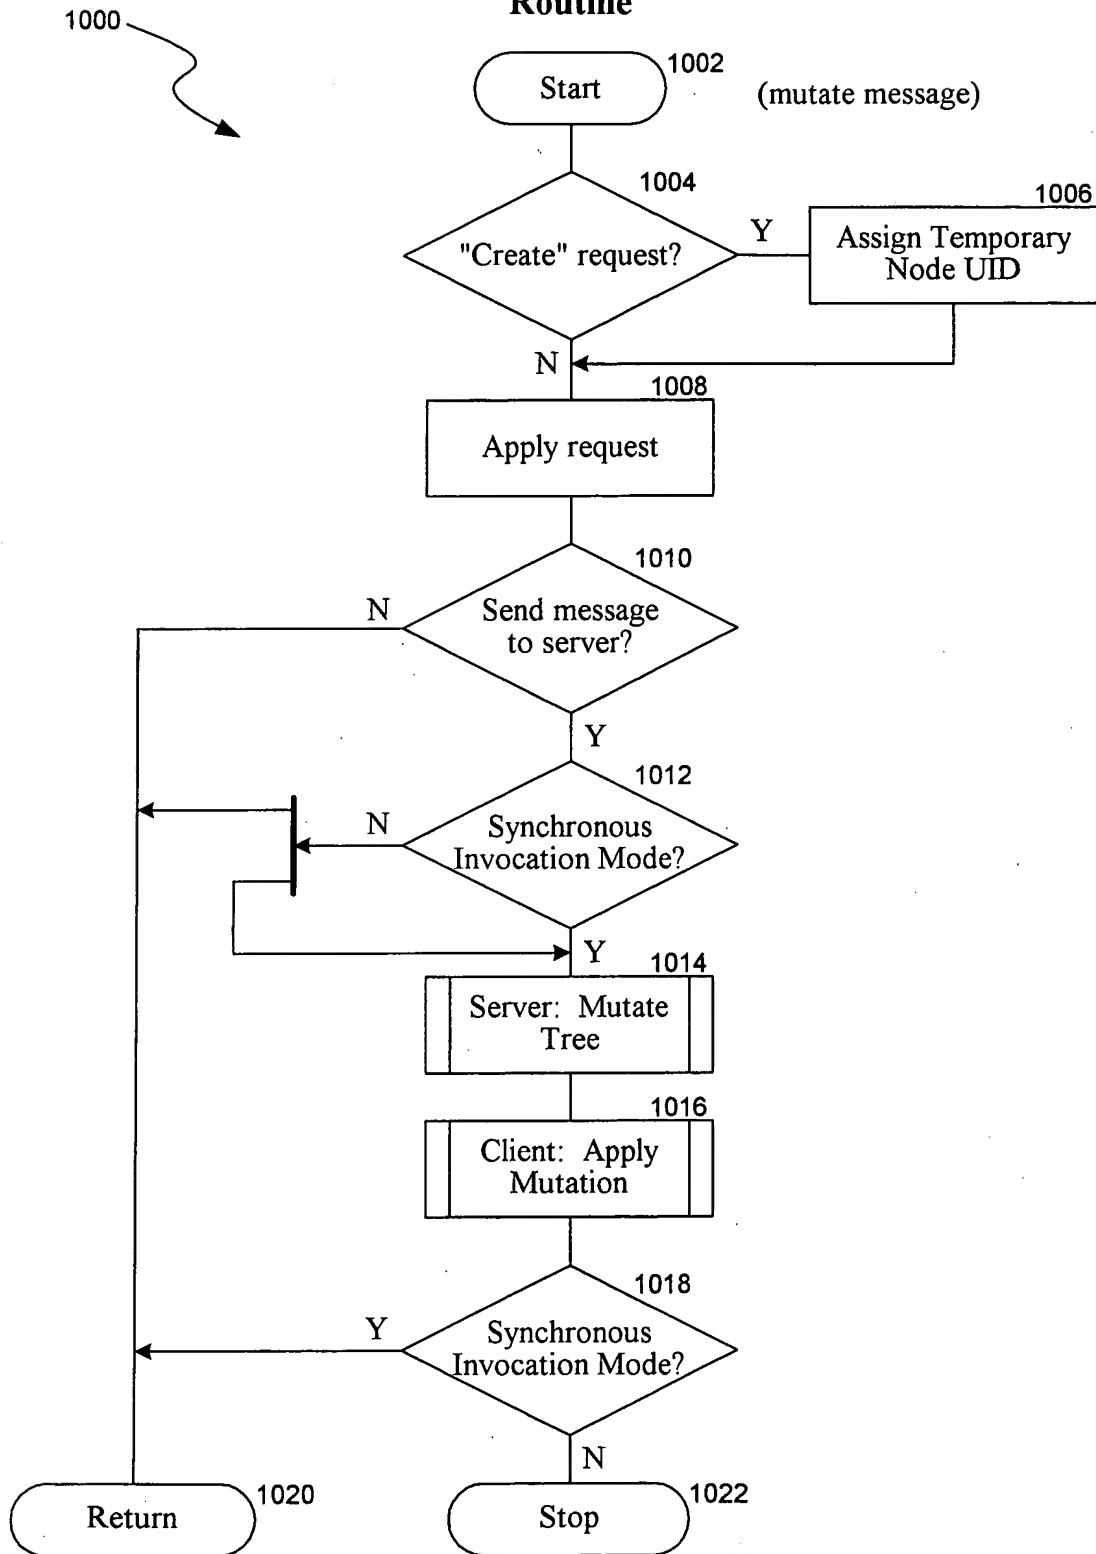 Routine
1000
1002
Start
(mutate message)
1004
"Create" request?
Y
1006
Assign Temporary
Node UID
N
1008
Apply request
1010
Send message
to server?
N
Y
1012
Synchronous
Invocation Mode?
N
Y
1014
Server: Mutate
Tree
1016
Client: Apply
Mutation
1018
Synchronous
Invocation Mode?
Y
N
1020
Return
1022
Stop